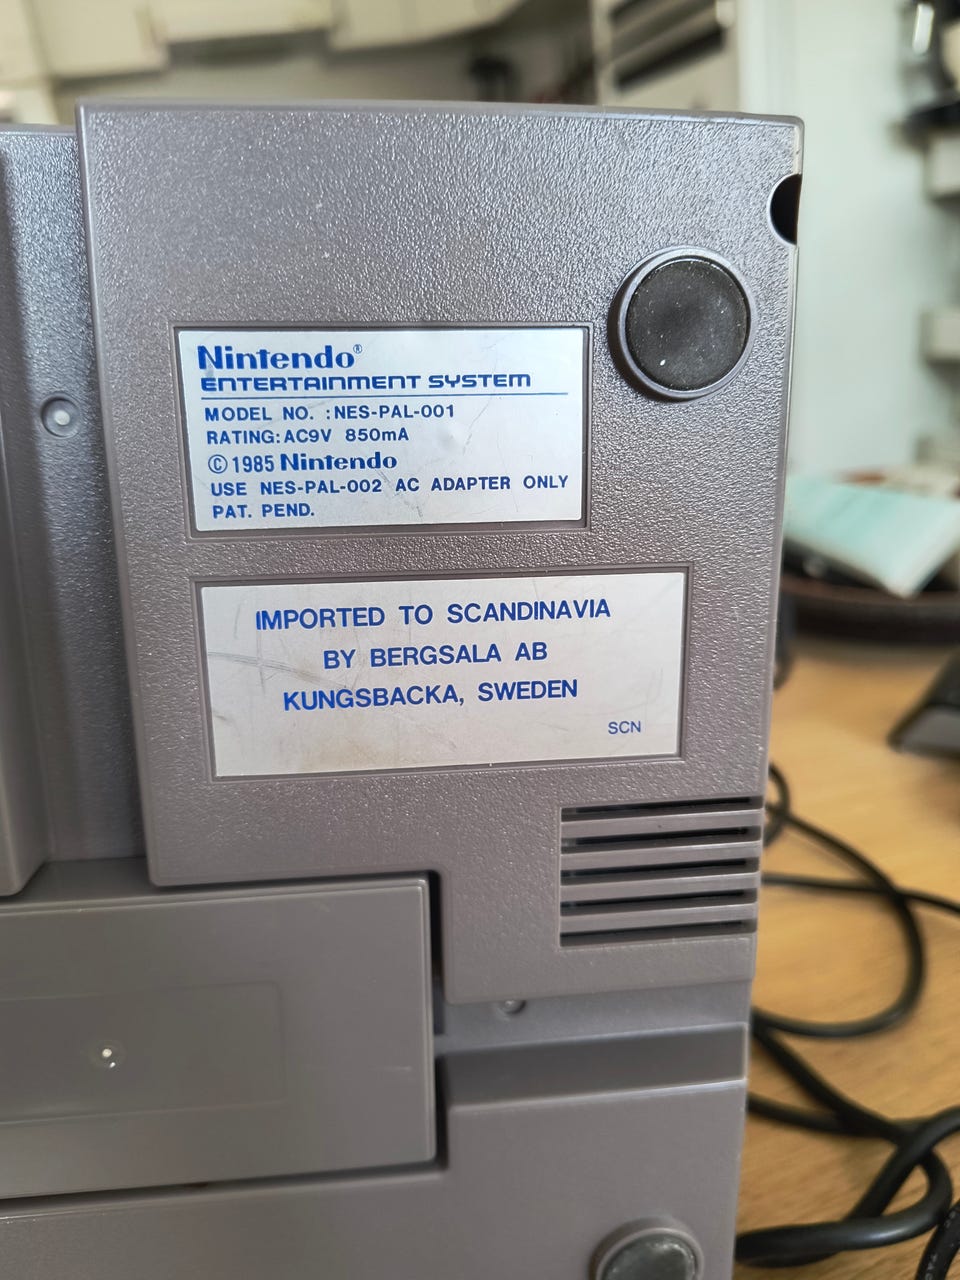 Nintendo®
ENTERTAINMENT SYSTEM
MODEL NO. :NES-PAL-001
RATING:AC9V 850mA
©1985 Nintendo
USE NES-PAL-002 AC ADAPTER ONLY
PAT. PEND.
IMPORTED TO SCANDINAVIA
BY BERGSALA AB
KUNGSBACKA, SWEDEN
SCN